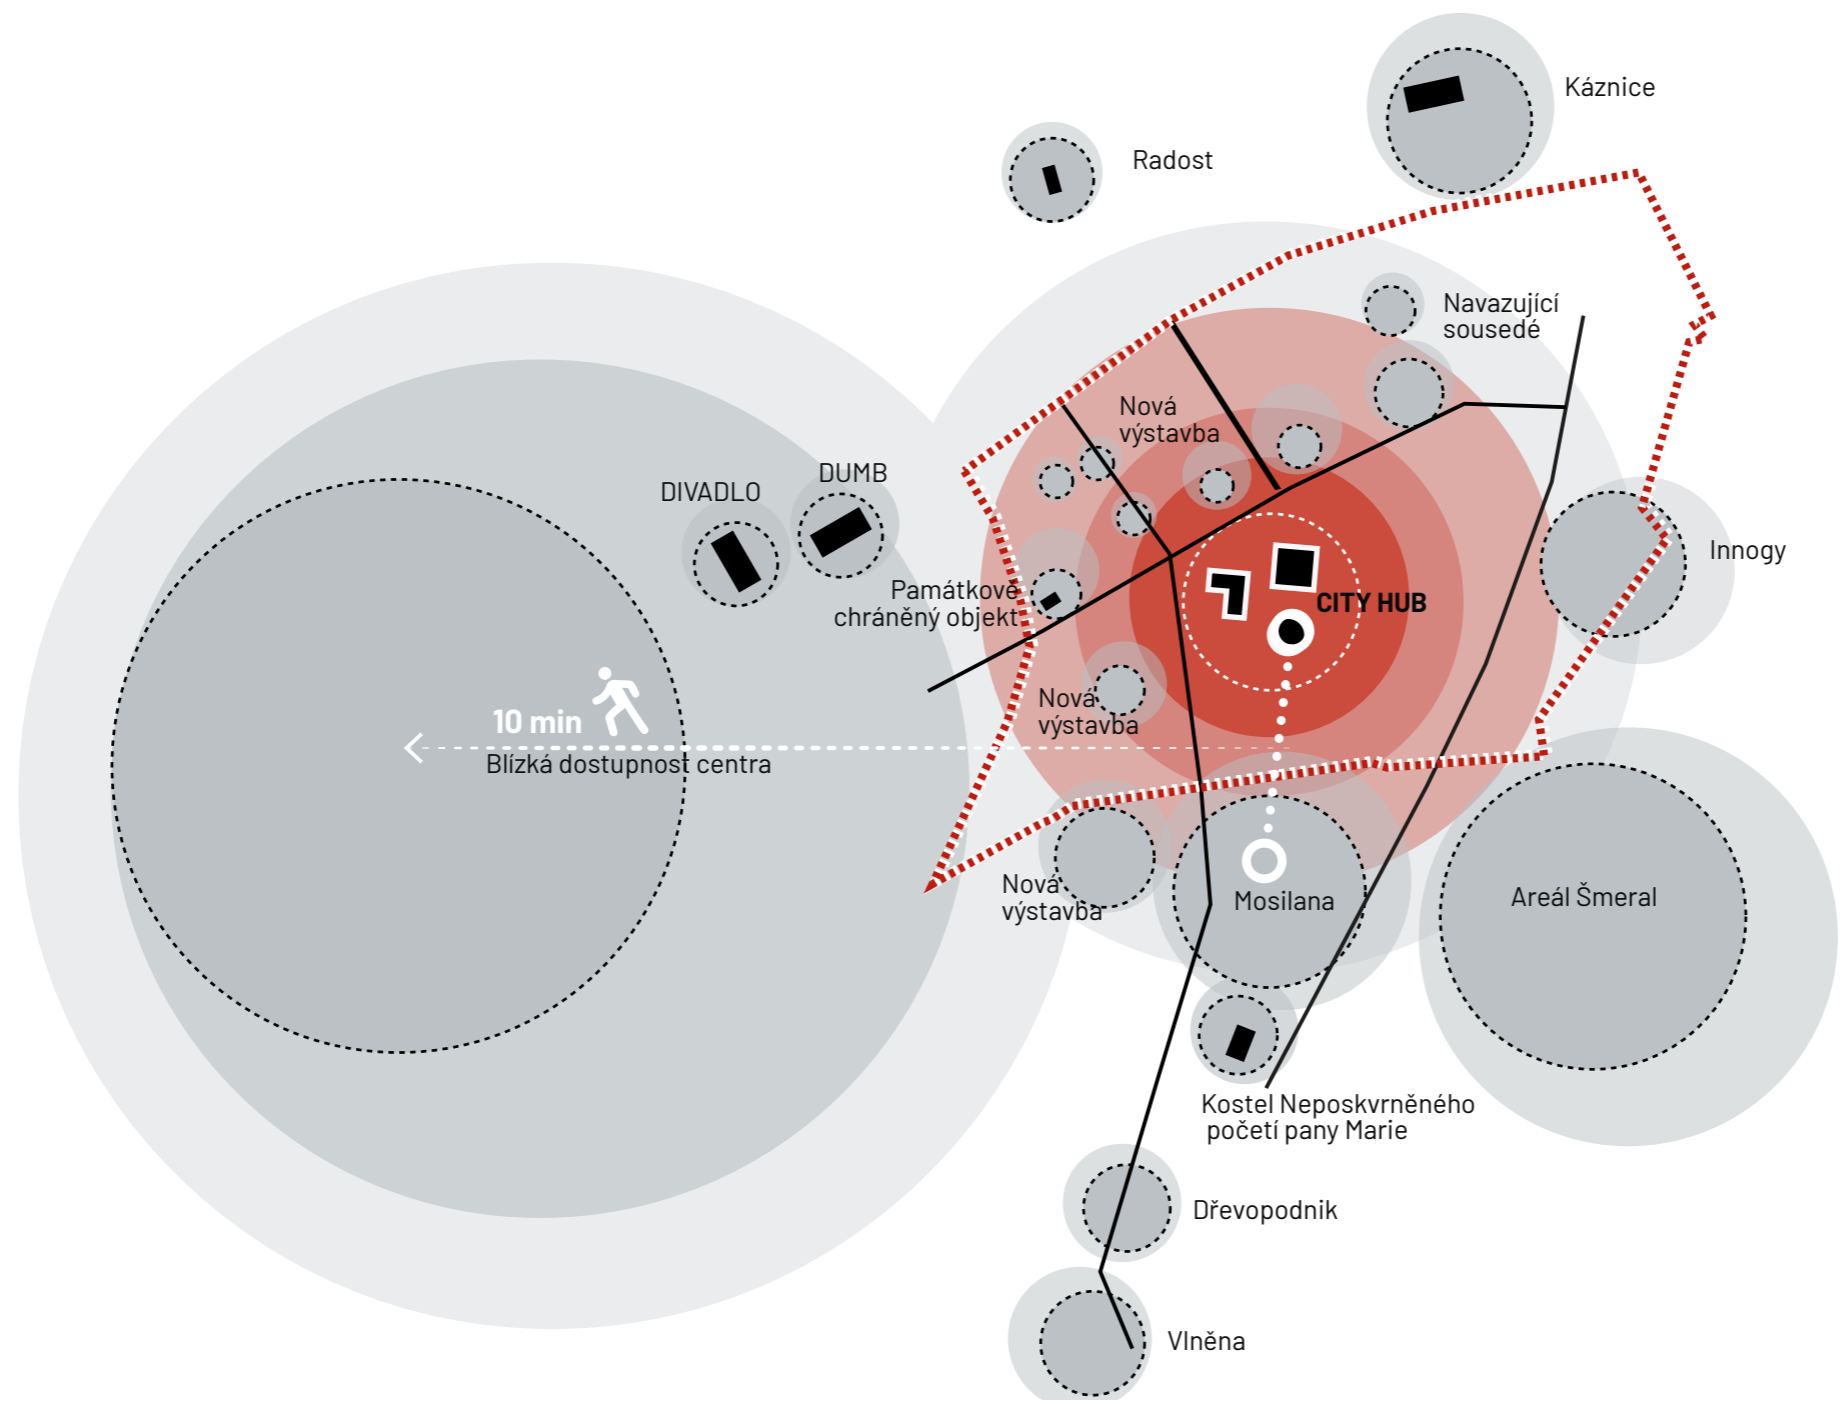 Káznice
Radost
Navazující
sousedé
Nová
výstavba
DUMB
DIVADLO
Innogy
Památkově
chráněný objekt
CITY HUB
Nová
výstavba
10 min
Blízká dostupnost centra
Nová
výstavba
Mosilana
Areál Šmeral
Kostel Neposkvrněného
početí pany Marie
Dřevopodnik
Vlněna